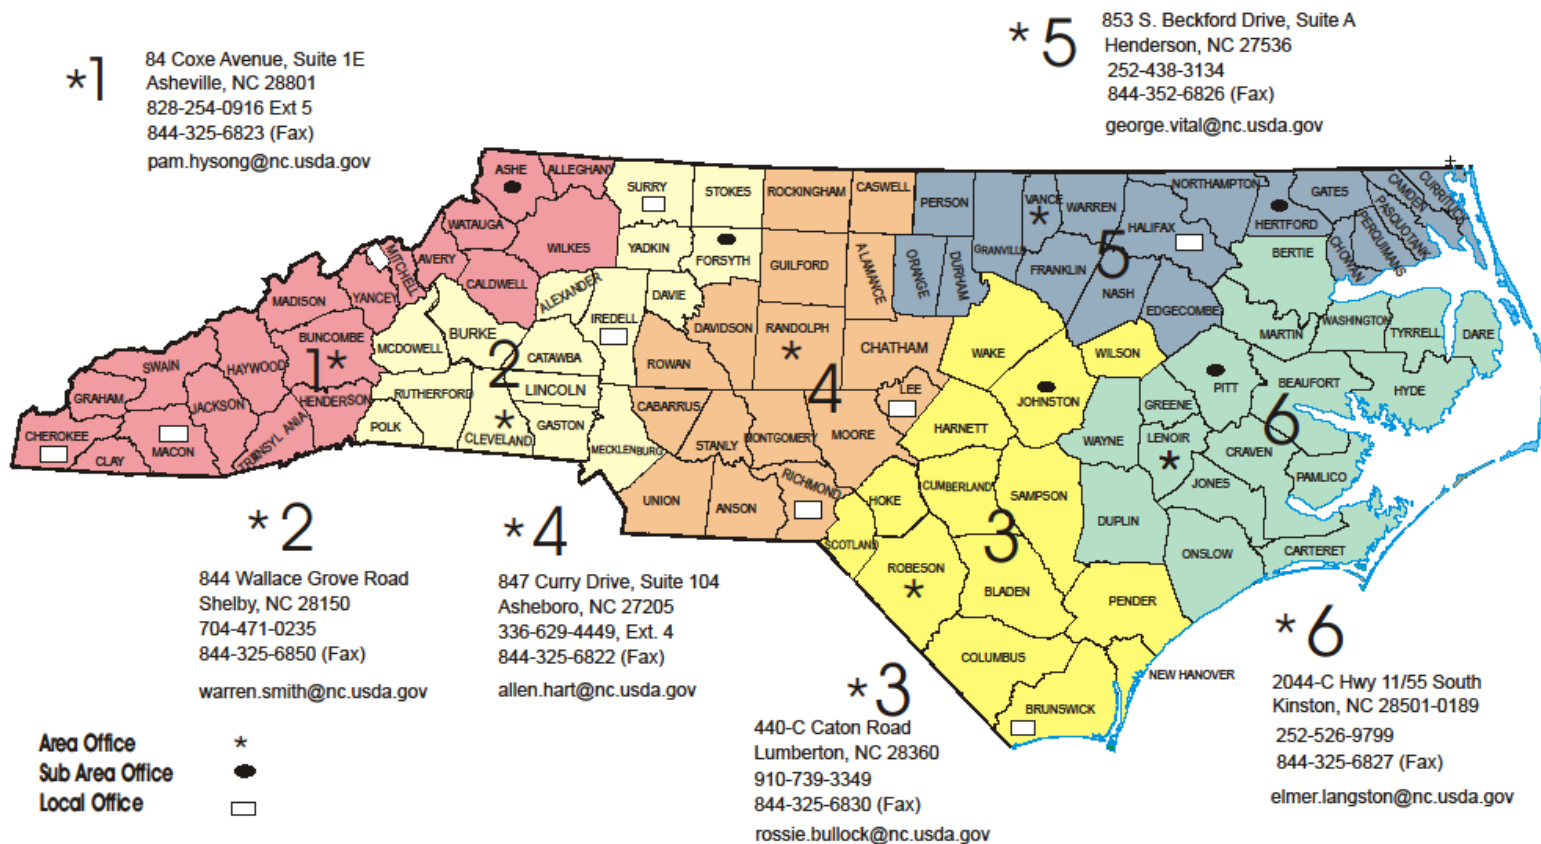 *1
84 Coxe Avenue, Suite 1E
Asheville, NC 28801
828-254-0916 Ext 5
844-325-6823 (Fax)
pam.hysong@nc.usda.gov
*5
853 S. Beckford Drive, Suite A
Henderson, NC 27536
252-438-3134
844-352-6826 (Fax)
george.vital@nc.usda.gov
ASHE
ALLEGHANY
SURRY
STOKES
ROCKINGHAM
CASWELL
PERSON
VANCE
*
WARREN
NORTHAMPTON
GATES
CAMDEN
CURRITUCK
WATAUGA
WILKES
YADKIN
FORSYTH
GUILFORD
ALAMANCE
ORANGE
DURHAM
GRANVILLE
FRANKLIN
5
HALIFAX
HERTFORD
BERTIE
CHOWAN
PERQUIMANS
PASQUOTANK
MITCHELL
AVERY
CALDWELL
ALEXANDER
IREDELL
DAVIE
NASH
EDGECOMBE
MADISON
YANCEY
BUNCOMBE
1*
MCDOWELL
BURKE
2
CATAWBA
ROWAN
DAVIDSON
RANDOLPH
*
CHATHAM
WAKE
WILSON
MARTIN
WASHINGTON
TYRRELL
DARE
SWAIN
HAYWOOD
GRAHAM
JACKSON
HENDERSON
RUTHERFORD
LINCOLN
CABARRUS
4
LEE
JOHNSTON
GREENE
PITT
BEAUFORT
HYDE
CHEROKEE
CLAY
MACON
TRANSYL ANIA
POLK
CLEVELAND
*
GASTON
MECKLENBURG
STANLY
MONTGOMERY
MOORE
HARNETT
WAYNE
LENOIR
*
6
CRAVEN
PAMLICO
UNION
ANSON
RICHMOND
HOKE
CUMBERLAND
SAMPSON
JONES
DUPLIN
SCOTLAND
ROBESON
*
3
BLADEN
ONSLOW
CARTERET
PENDER
COLUMBUS
NEW HANOVER
BRUNSWICK
*2
844 Wallace Grove Road
Shelby, NC 28150
704-471-0235
844-325-6850 (Fax)
warren.smith@nc.usda.gov
*4
847 Curry Drive, Suite 104
Asheboro, NC 27205
336-629-4449, Ext. 4
844-325-6822 (Fax)
allen.hart@nc.usda.gov
*3
440-C Caton Road
Lumberton, NC 28360
910-739-3349
844-325-6830 (Fax)
rossie.bullock@nc.usda.gov
*6
2044-C Hwy 11/55 South
Kinston, NC 28501-0189
252-526-9799
844-325-6827 (Fax)
elmer.langston@nc.usda.gov
Area Office *
Sub Area Office
Local Office